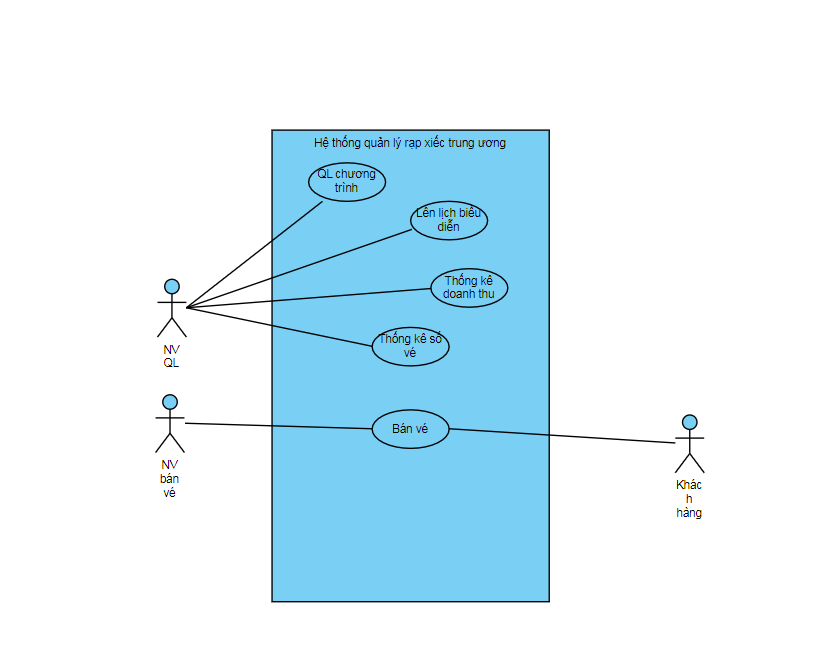 Hệ thống quản lý rạp xiếc trung ương
QL chương
trình
Lên lịch biểu
diễn
Thống kê
doanh thu
Thống kê số
vé
NV
QL
Bán vé
NV
bán
vé
Khác
h
hàng